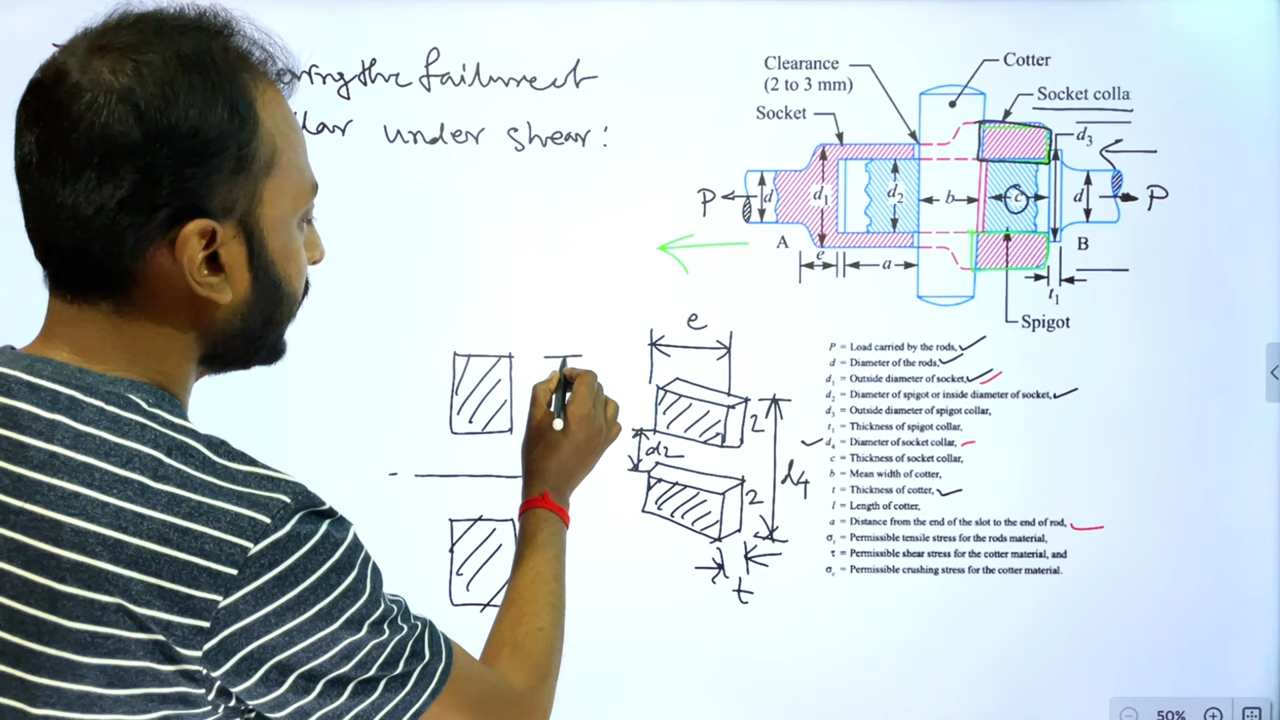 failure of
under shear:
Clearance
(2 to 3 mm)
Cotter
Socket colla
Socket
d3
P
d
d1
d2
b
c
d
P
A
B
e
a
t1
Spigot
e
2
d2
d4
2
t
P = Load carried by the rods,
d = Diameter of the rods,
d1 = Outside diameter of socket,
d2 = Diameter of spigot or inside diameter of socket,
d3 = Outside diameter of spigot collar,
t1 = Thickness of spigot collar,
d4 = Diameter of socket collar,
c = Thickness of socket collar,
b = Mean width of cotter,
t = Thickness of cotter,
l = Length of cotter,
a = Distance from the end of the slot to the end of rod,
σt = Permissible tensile stress for the rods material,
τ = Permissible shear stress for the cotter material, and
σc = Permissible crushing stress for the cotter material.
50%